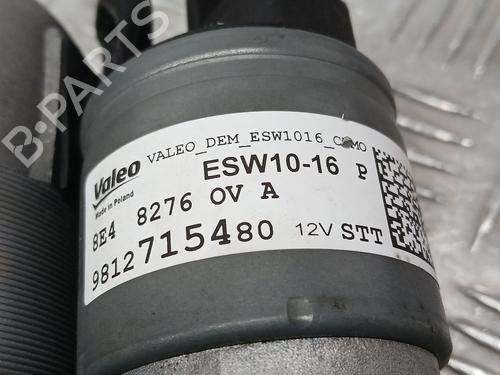 B-PARTS
VALEO_DEM_ESW1016_COMO
Valeo
Made in Poland
ESW10-16 P
8E4 8276 OV A
9812715480 12V STT